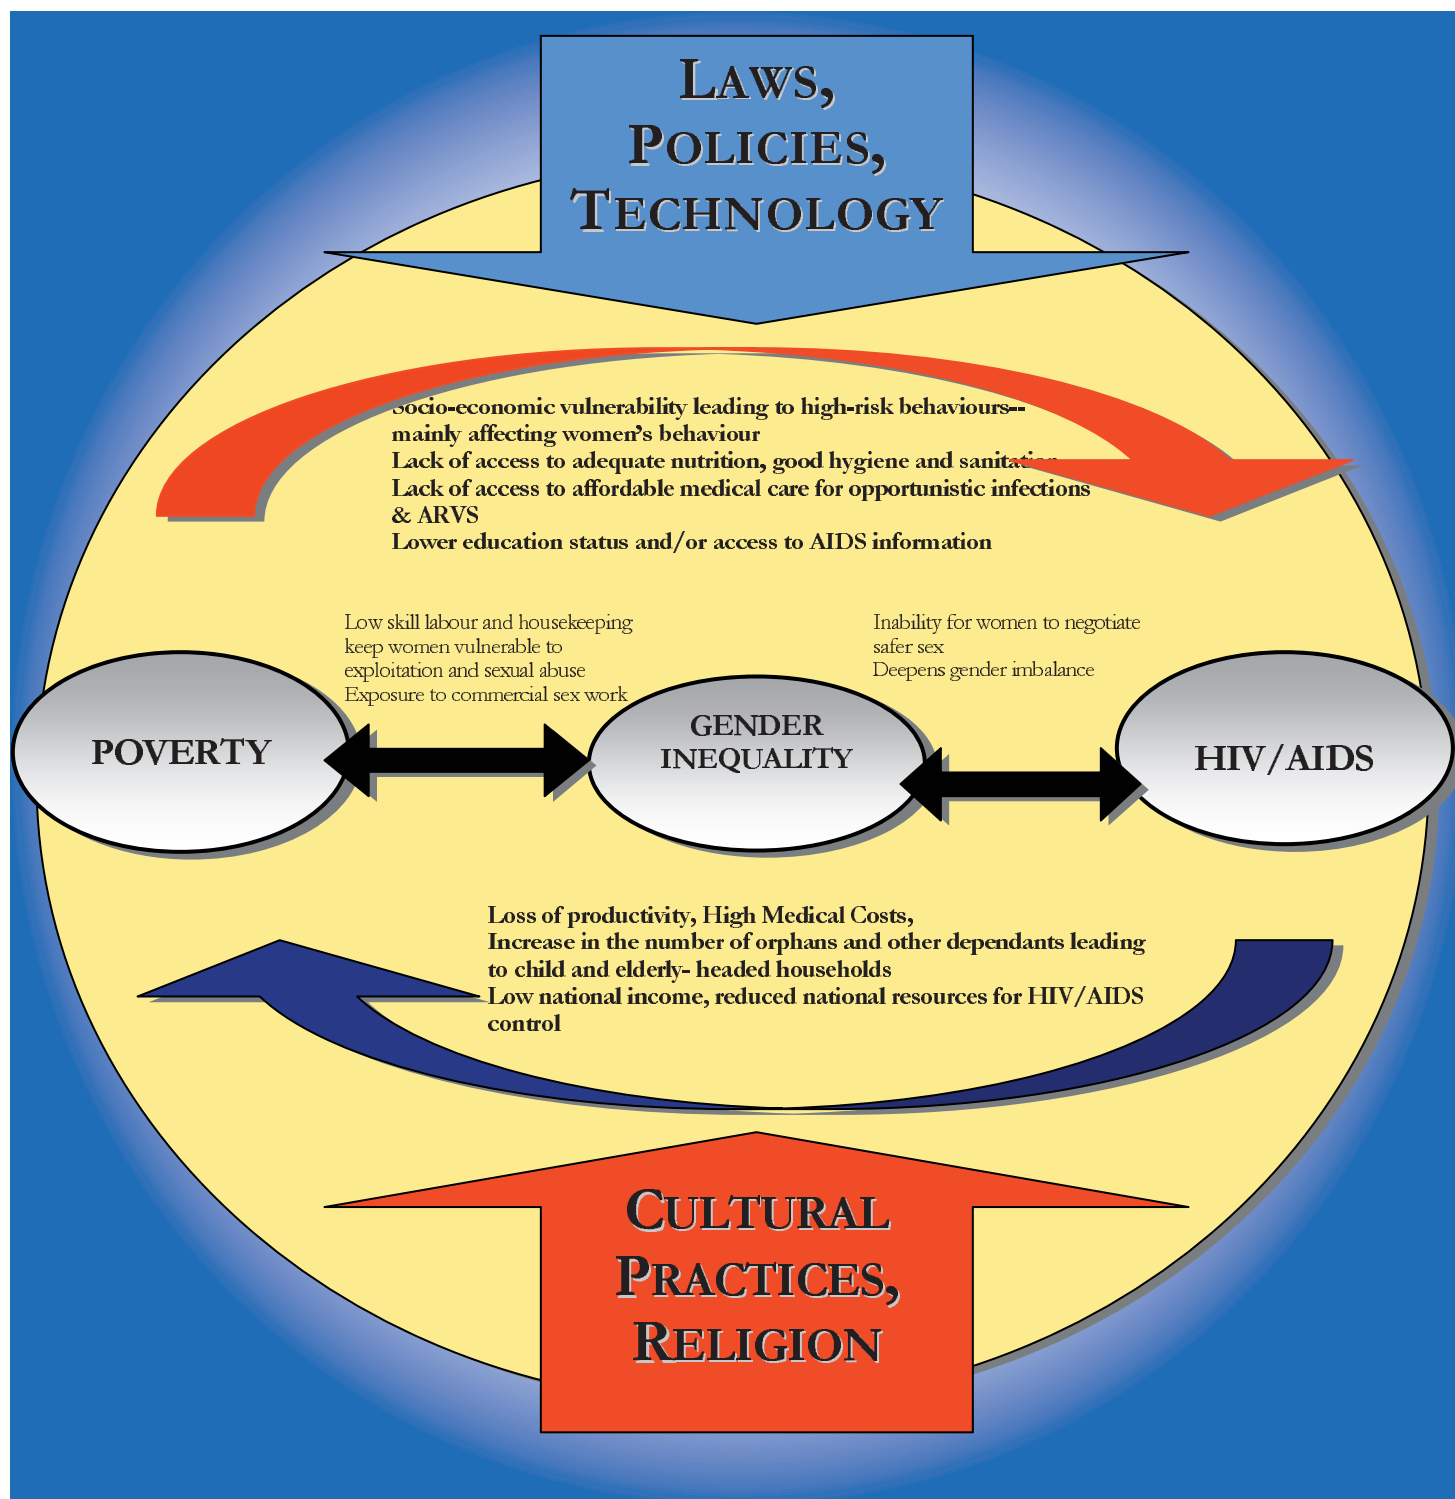 LAWS,
POLICIES,
TECHNOLOGY
Socio-economic vulnerability leading to high-risk behaviours--
mainly affecting women's behaviour
Lack of access to adequate nutrition, good hygiene and sanitation
Lack of access to affordable medical care for opportunistic infections
& ARVS
Lower education status and/or access to AIDS information
Low skill labour and housekeeping
keep women vulnerable to
exploitation and sexual abuse
Exposure to commercial sex work
Inability for women to negotiate
safer sex
Deepens gender imbalance
POVERTY
GENDER
INEQUALITY
HIV/AIDS
Loss of productivity, High Medical Costs,
Increase in the number of orphans and other dependants leading
to child and elderly- headed households
Low national income, reduced national resources for HIV/AIDS
control
CULTURAL
PRACTICES,
RELIGION